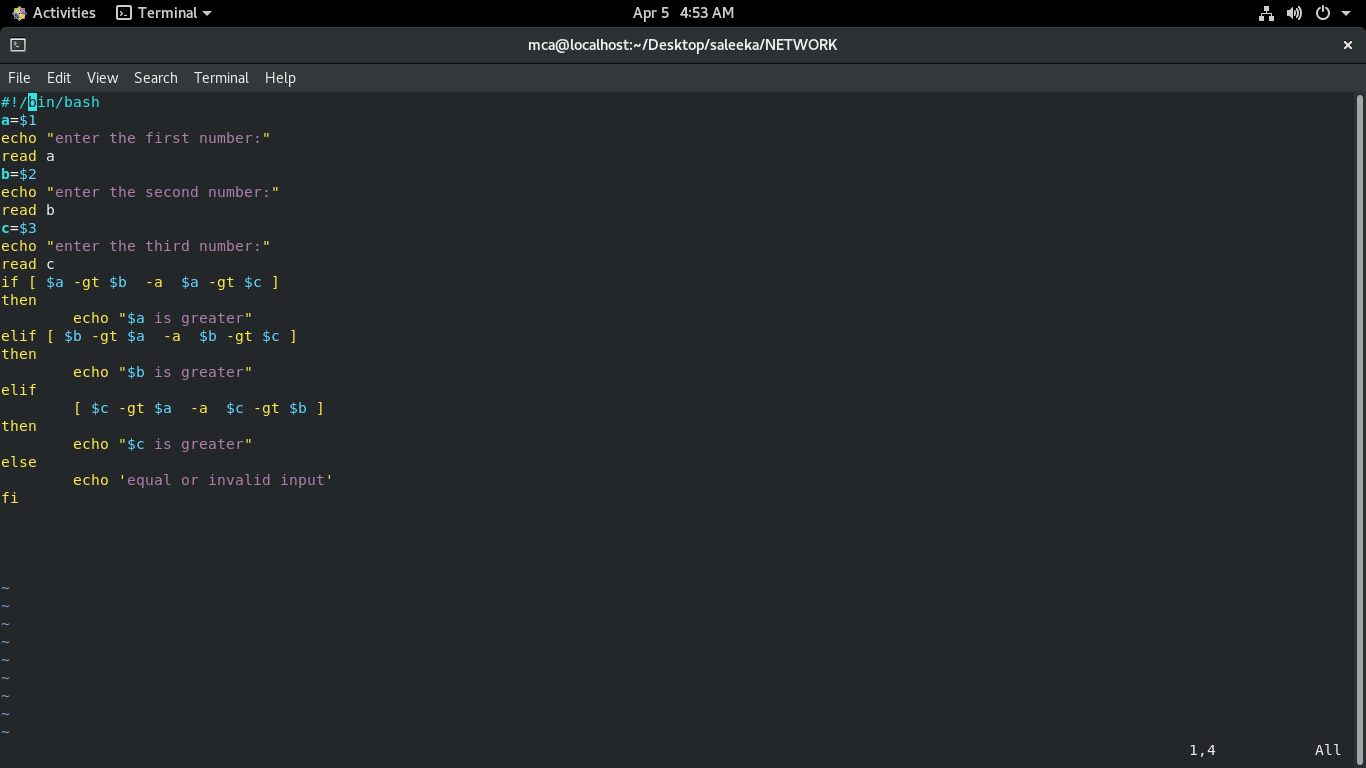 Activities Terminal Apr 5 4:53 AM
mca@localhost:~/Desktop/saleeka/NETWORK
File Edit View Search Terminal Help
#!/bin/bash
a=$1
echo "enter the first number:"
read a
b=$2
echo "enter the second number:"
read b
c=$3
echo "enter the third number:"
read c
if [ $a -gt $b  -a  $a -gt $c ]
then
        echo "$a is greater"
elif [ $b -gt $a  -a  $b -gt $c ]
then
        echo "$b is greater"
elif
        [ $c -gt $a  -a  $c -gt $b ]
then
        echo "$c is greater"
else
        echo 'equal or invalid input'
fi
~
~
~
~
~
~
~
~
~
1,4 All